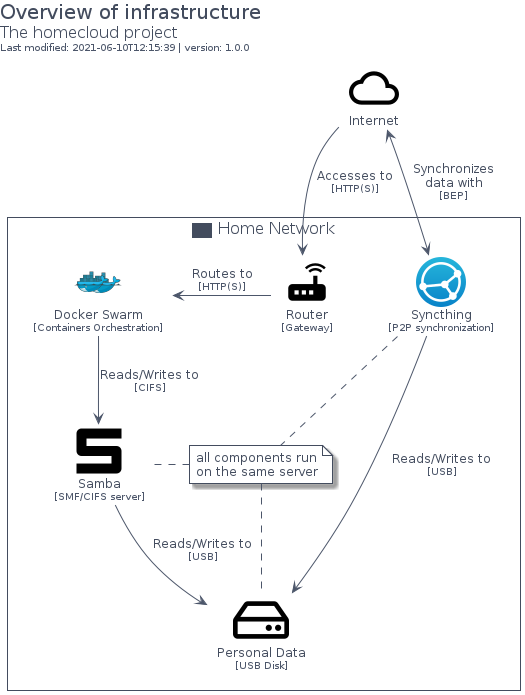 Overview of infrastructure
The homecloud project
Last modified: 2021-06-10T12:15:39 | version: 1.0.0
Internet
Accesses to
[HTTP(S)]
Synchronizes
data with
[BEP]
Home Network
Routes to
[HTTP(S)]
Docker Swarm
[Containers Orchestration]
Router
[Gateway]
Syncthing
[P2P synchronization]
Reads/Writes to
[CIFS]
all components run
on the same server
Samba
[SMF/CIFS server]
Reads/Writes to
[USB]
Reads/Writes to
[USB]
Personal Data
[USB Disk]